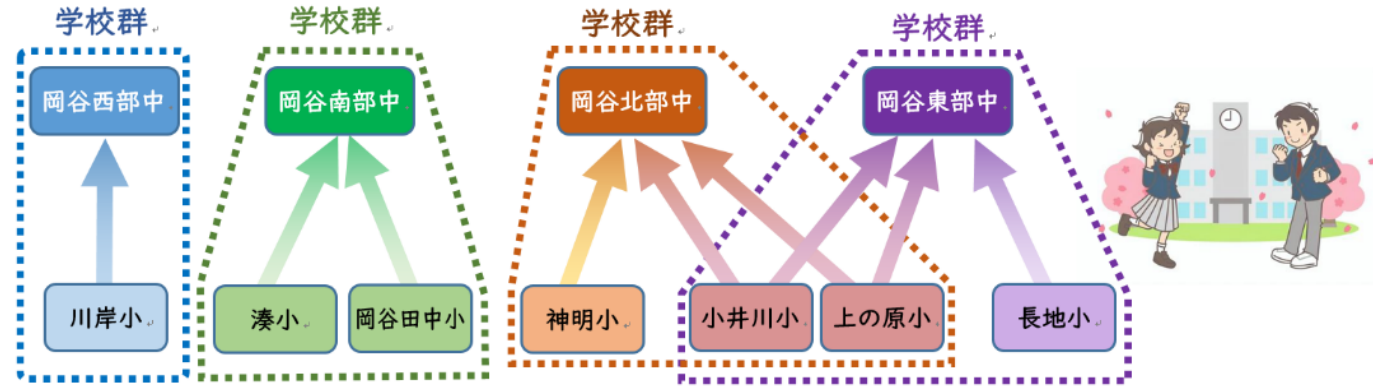 学校群
学校群
学校群
学校群
岡谷西部中
岡谷南部中
岡谷北部中
岡谷東部中
川岸小
湊小
岡谷田中小
神明小
小井川小
上の原小
長地小